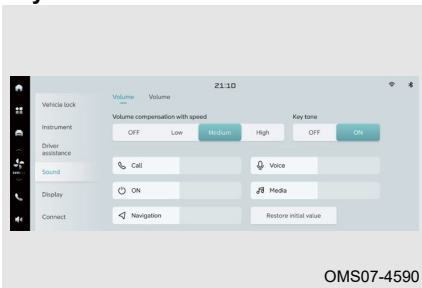 21:10
Vehicle lock
Instrument
Driver
assistance
Sound
Display
Connect
Volume Volume
Volume compensation with speed Key tone
OFF Low Medium High OFF ON
Call Voice
ON Media
Navigation Restore initial value
OMS07-4590